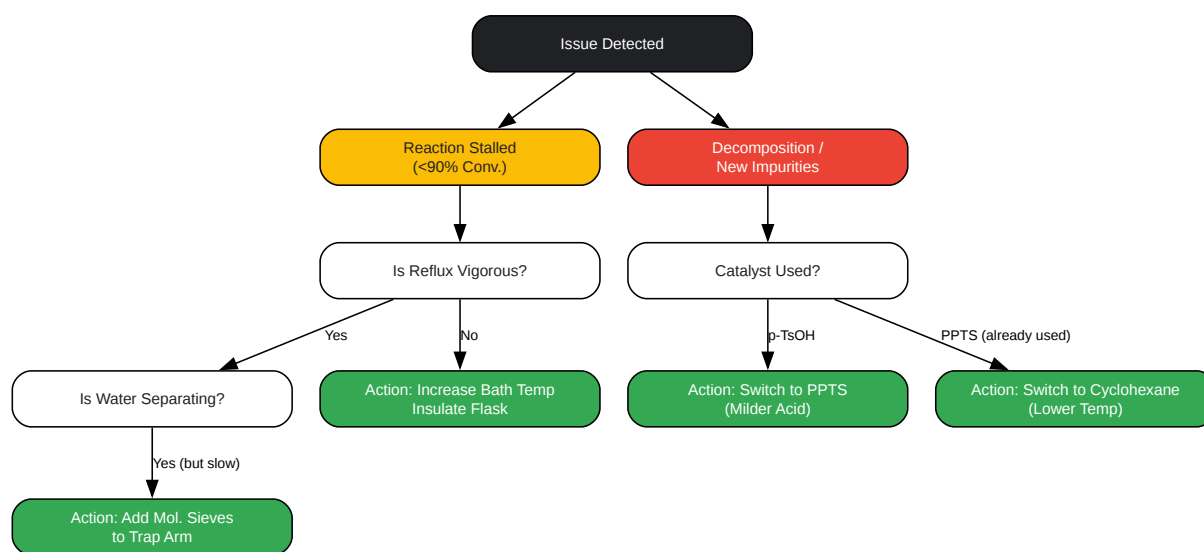 Issue Detected
Reaction Stalled
(<90% Conv.)
Decomposition /
New Impurities
Is Reflux Vigorous?
Catalyst Used?
Yes
No
p-TsOH
PPTS (already used)
Is Water Separating?
Action: Increase Bath Temp
Insulate Flask
Action: Switch to PPTS
(Milder Acid)
Action: Switch to Cyclohexane
(Lower Temp)
Yes (but slow)
Action: Add Mol. Sieves
to Trap Arm